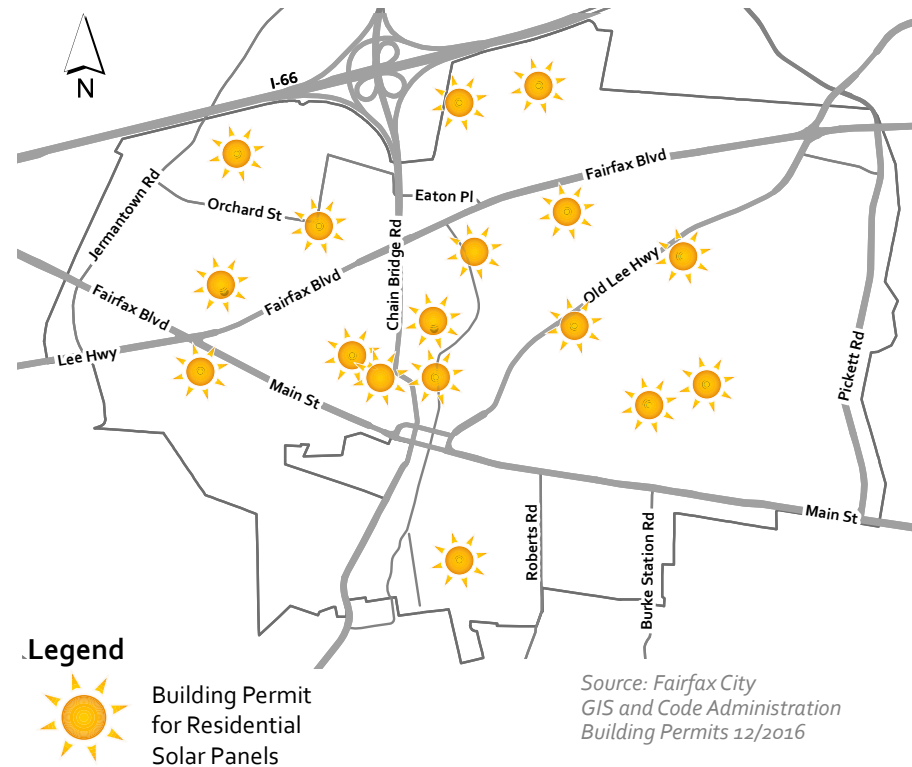 N
I-66
Jermantown Rd
Orchard St
Eaton Pl
Fairfax Blvd
Chain Bridge Rd
Fairfax Blvd
Fairfax Blvd
Old Lee Hwy
Lee Hwy
Main St
Pickett Rd
Main St
Roberts Rd
Burke Station Rd
Legend
Building Permit
for Residential
Solar Panels
Source: Fairfax City
GIS and Code Administration
Building Permits 12/2016